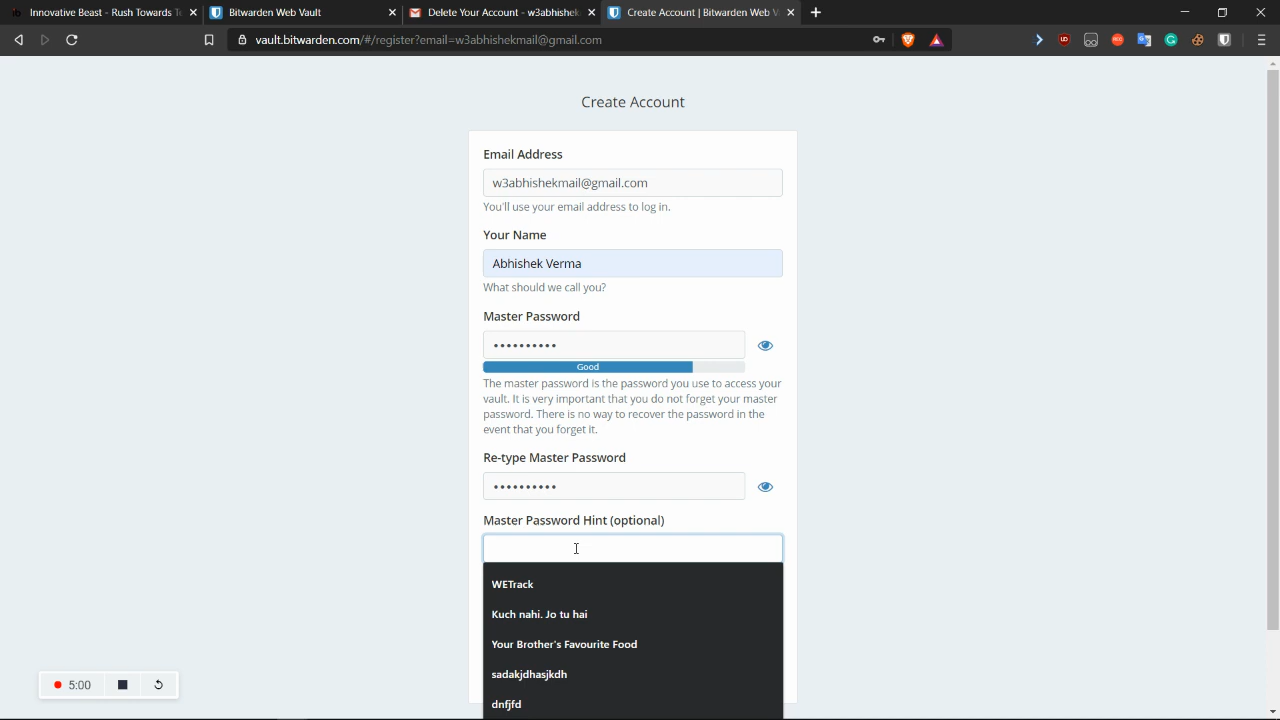 Innovative Beast - Rush Towards Te
Bitwarden Web Vault
Delete Your Account - w3abhishek
Create Account | Bitwarden Web V
vault.bitwarden.com/#/register?email=w3abhishekmail@gmail.com
Create Account
Email Address
w3abhishekmail@gmail.com
You'll use your email address to log in.
Your Name
Abhishek Verma
What should we call you?
Master Password
Good
The master password is the password you use to access your
vault. It is very important that you do not forget your master
password. There is no way to recover the password in the
event that you forget it.
Re-type Master Password
Master Password Hint (optional)
WETrack
Kuch nahi. Jo tu hai
Your Brother's Favourite Food
sadakjdhasjkdh
dnfjfd
5:00